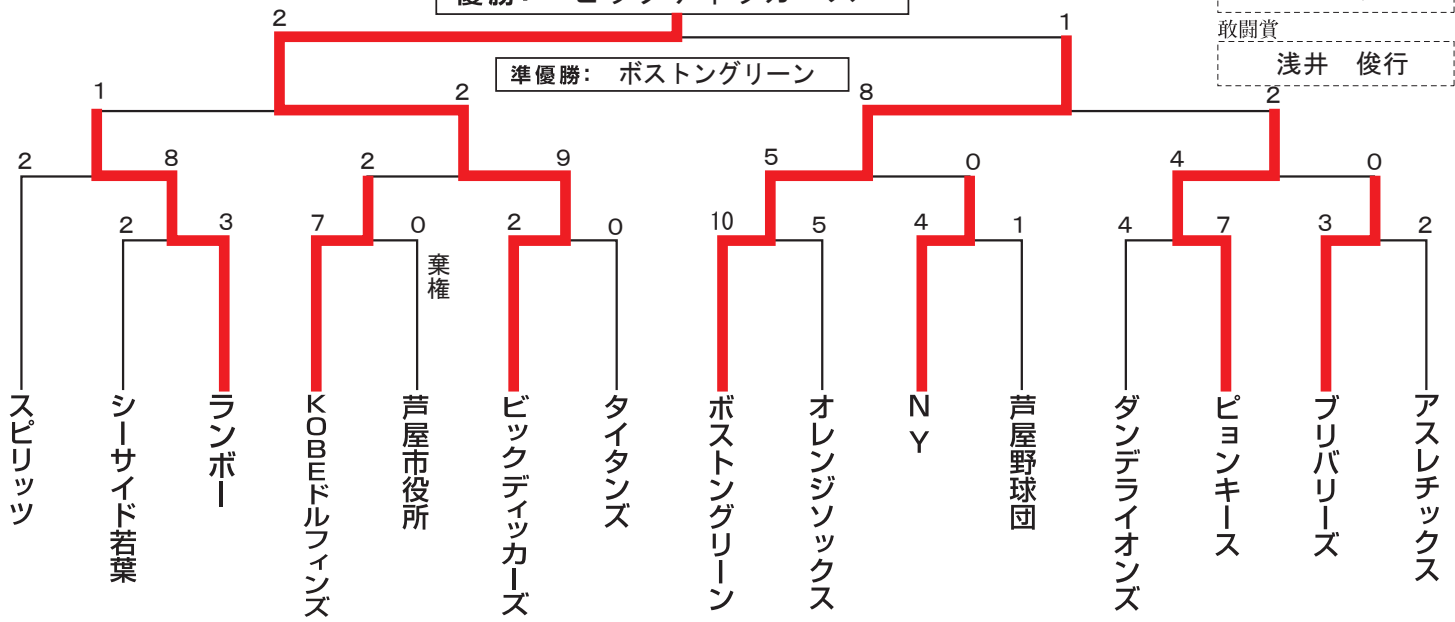 2
1
敢闘賞
準優勝: ボストングリーン
浅井 俊行
1
2
8
2
2
8
2
9
5
0
4
0
2
3
7
0
2
0
10
5
4
1
4
7
3
2
棄権
スピリッツ
シーサイド若葉
ランボー
KOBEドルフィンズ
芦屋市役所
ビックディッカーズ
タイタンズ
ボストングリーン
オレンジソックス
NY
芦屋野球団
ダンデライオンズ
ピョンキース
ブリバリーズ
アスレチックス